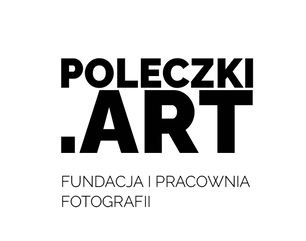 POLECZKI
.ART
FUNDACJA I PRACOWNIA
FOTOGRAFII